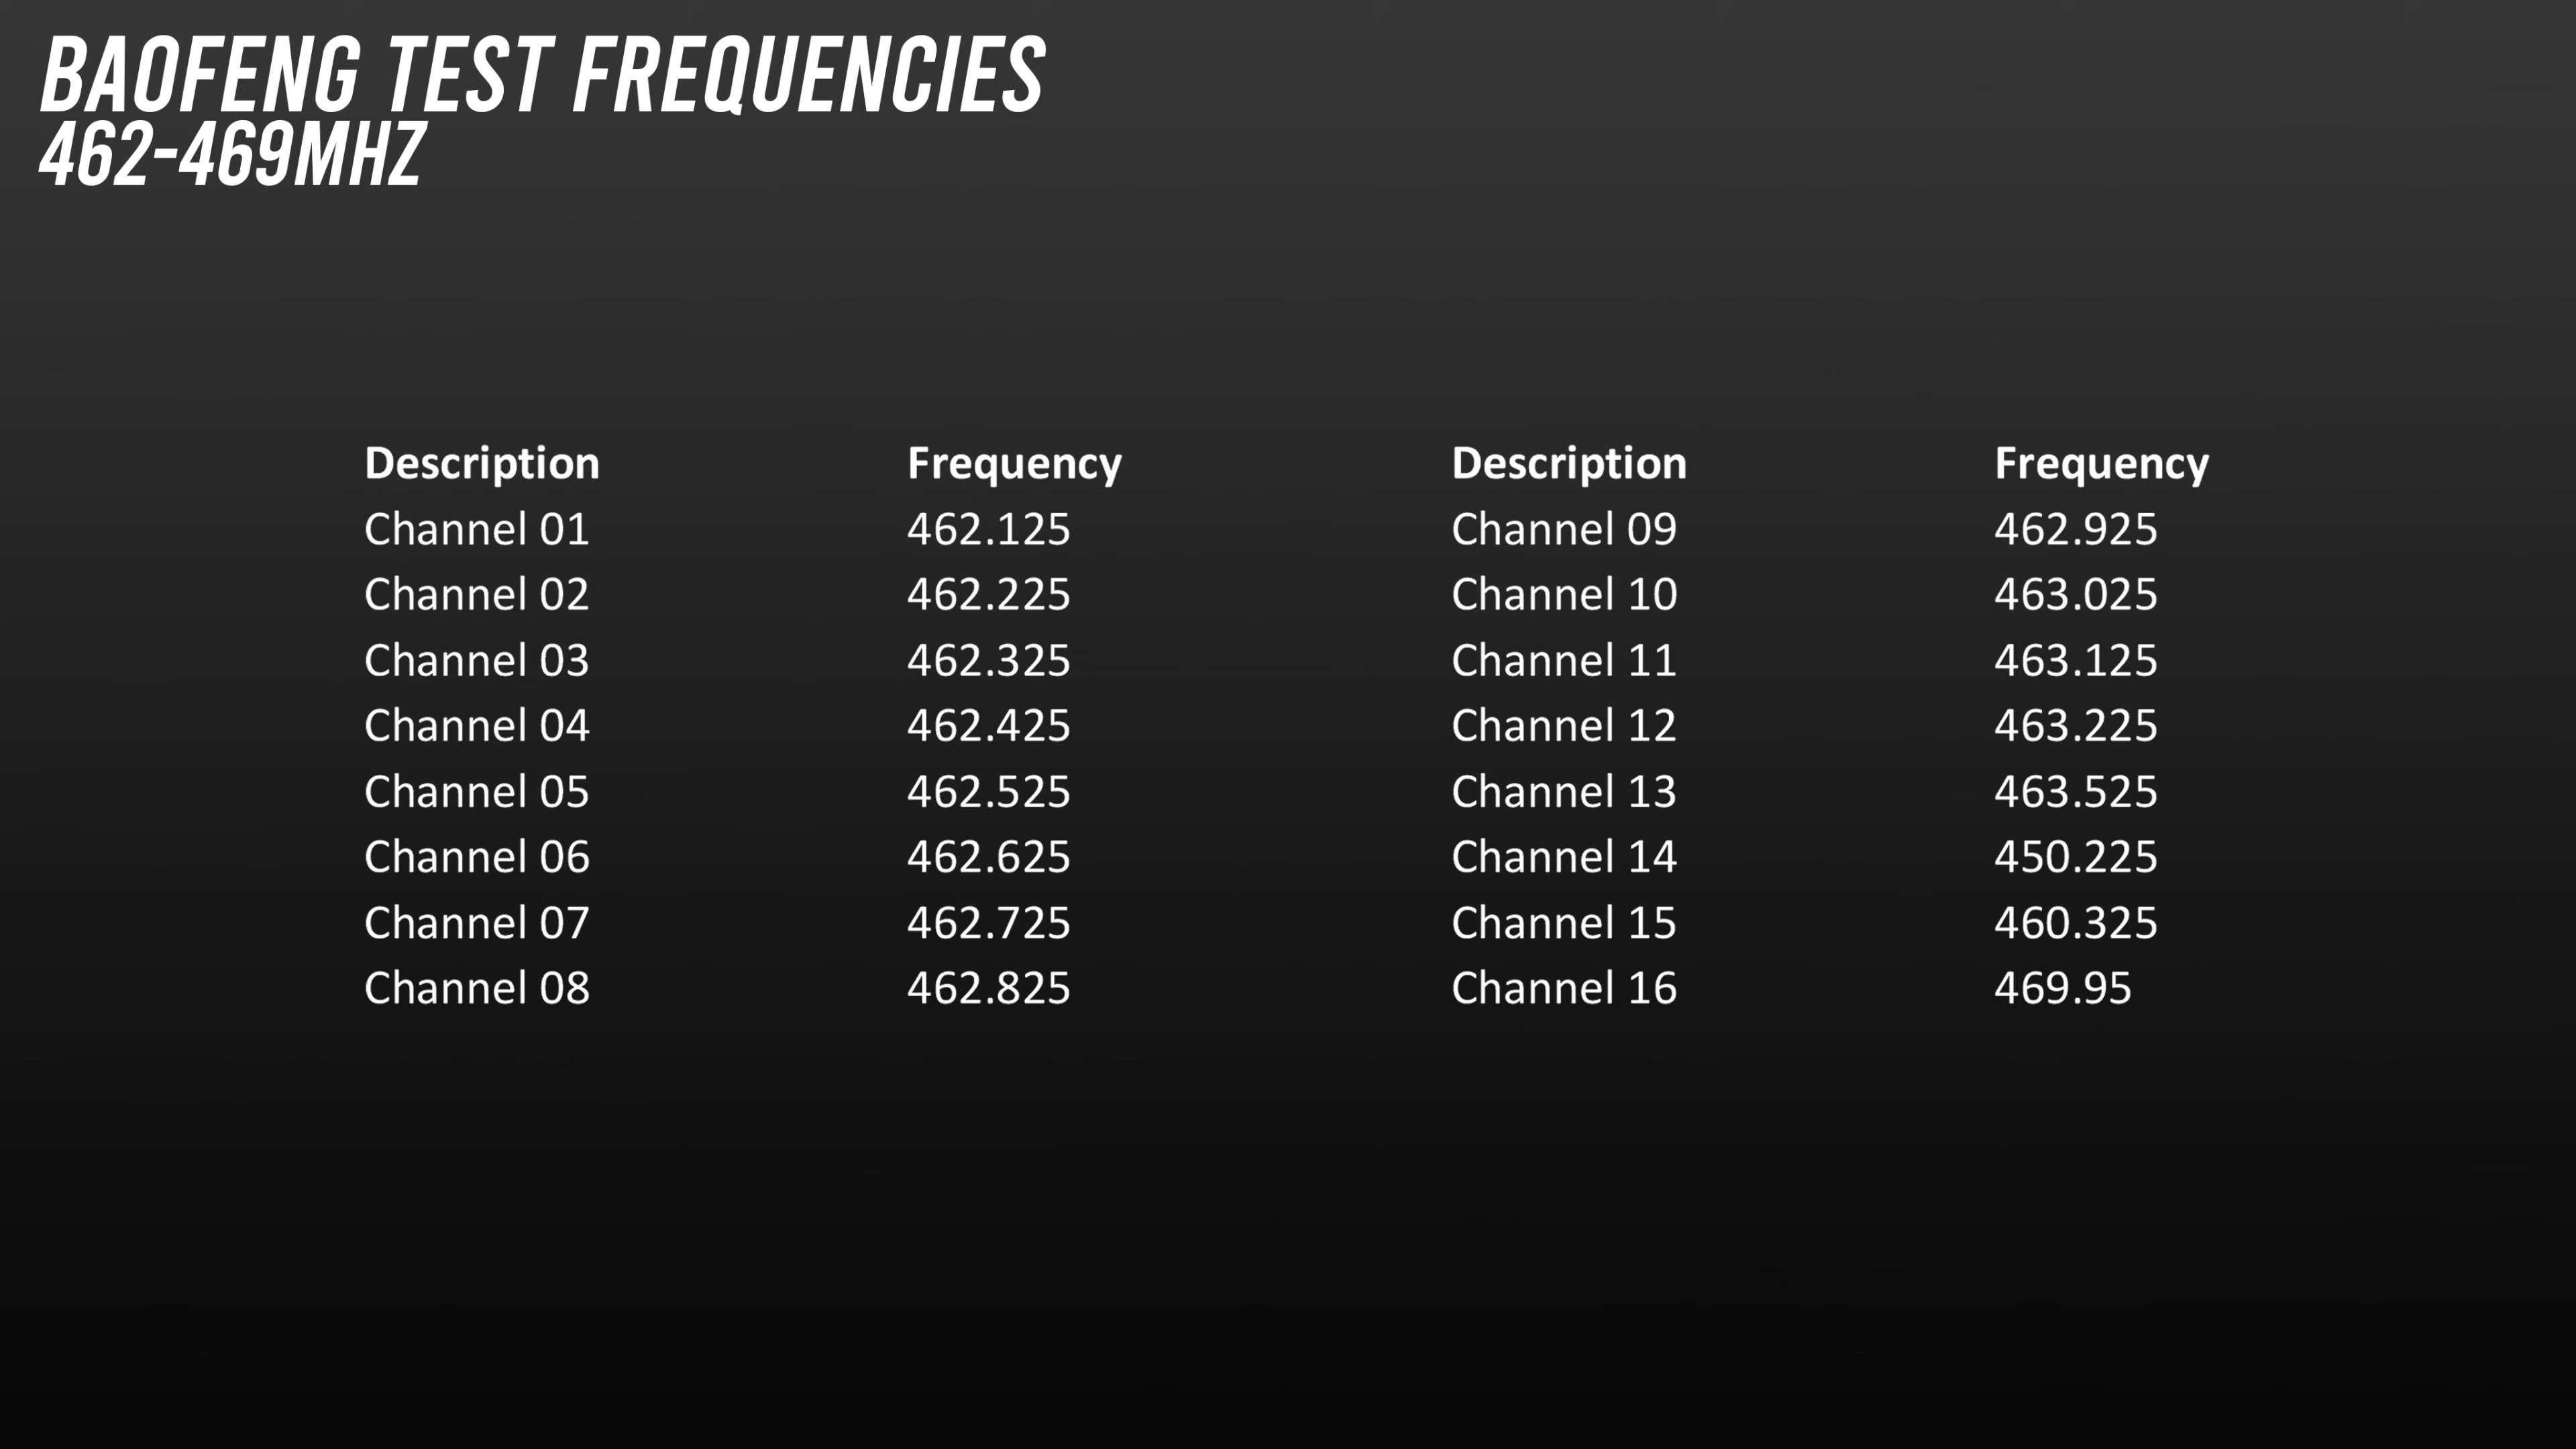 BAOFENG TEST FREQUENCIES
462-469MHZ
Description Frequency Description Frequency
Channel 01 462.125 Channel 09 462.925
Channel 02 462.225 Channel 10 463.025
Channel 03 462.325 Channel 11 463.125
Channel 04 462.425 Channel 12 463.225
Channel 05 462.525 Channel 13 463.525
Channel 06 462.625 Channel 14 450.225
Channel 07 462.725 Channel 15 460.325
Channel 08 462.825 Channel 16 469.95